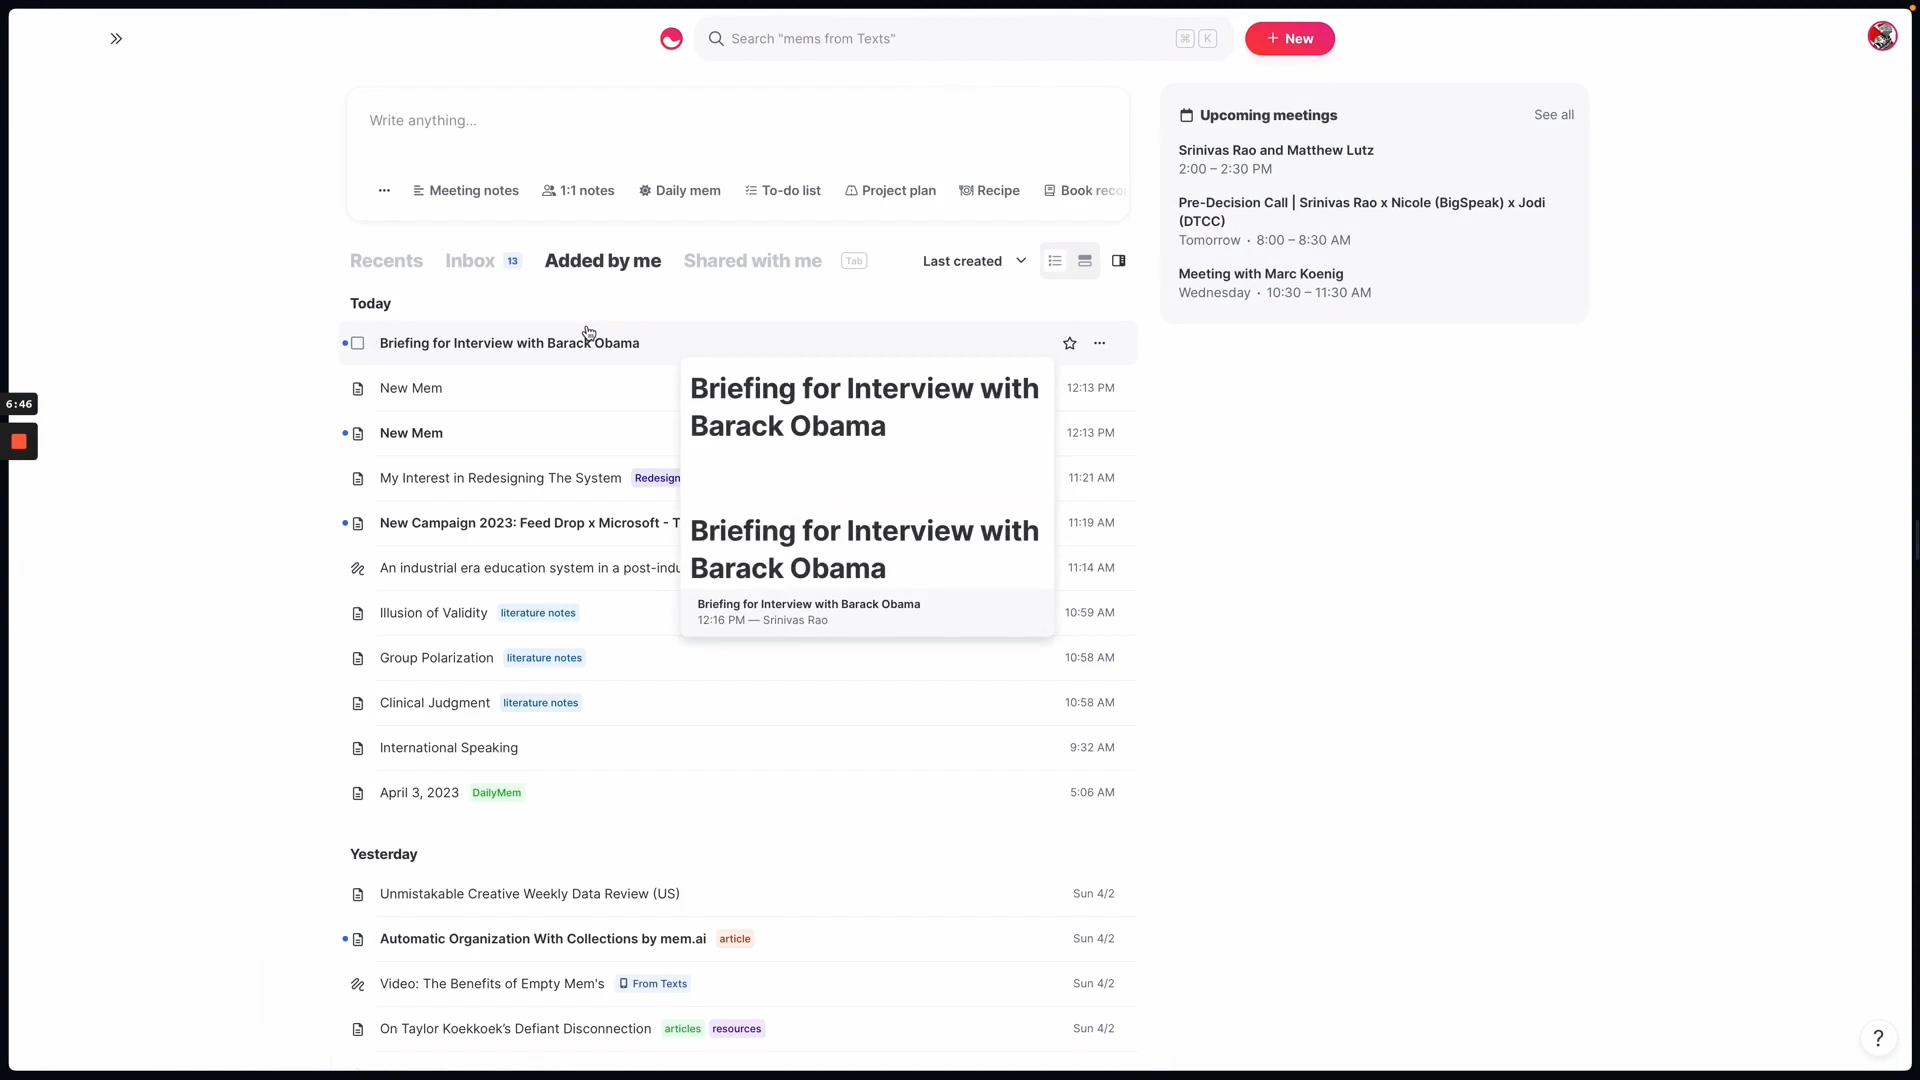 Search "mems from Texts"
⌘ K
+ New
Write anything...
Meeting notes
1:1 notes
Daily mem
To-do list
Project plan
Recipe
Book reco
Upcoming meetings
See all
Srinivas Rao and Matthew Lutz
2:00 – 2:30 PM
Pre-Decision Call | Srinivas Rao x Nicole (BigSpeak) x Jodi
(DTCC)
Tomorrow · 8:00 – 8:30 AM
Meeting with Marc Koenig
Wednesday · 10:30 – 11:30 AM
Recents
Inbox 13
Added by me
Shared with me
Tab
Last created
Today
Briefing for Interview with Barack Obama
New Mem
12:13 PM
New Mem
12:13 PM
My Interest in Redesigning The System Redesign
11:21 AM
New Campaign 2023: Feed Drop x Microsoft - T
11:19 AM
An industrial era education system in a post-indu
11:14 AM
Illusion of Validity literature notes
10:59 AM
Group Polarization literature notes
10:58 AM
Clinical Judgment literature notes
10:58 AM
International Speaking
9:32 AM
April 3, 2023 DailyMem
5:06 AM
Briefing for Interview with
Barack Obama
Briefing for Interview with
Barack Obama
Briefing for Interview with Barack Obama
12:16 PM — Srinivas Rao
6:46
Yesterday
Unmistakable Creative Weekly Data Review (US)
Sun 4/2
Automatic Organization With Collections by mem.ai article
Sun 4/2
Video: The Benefits of Empty Mem's From Texts
Sun 4/2
On Taylor Koekkoek's Defiant Disconnection articles resources
Sun 4/2
?